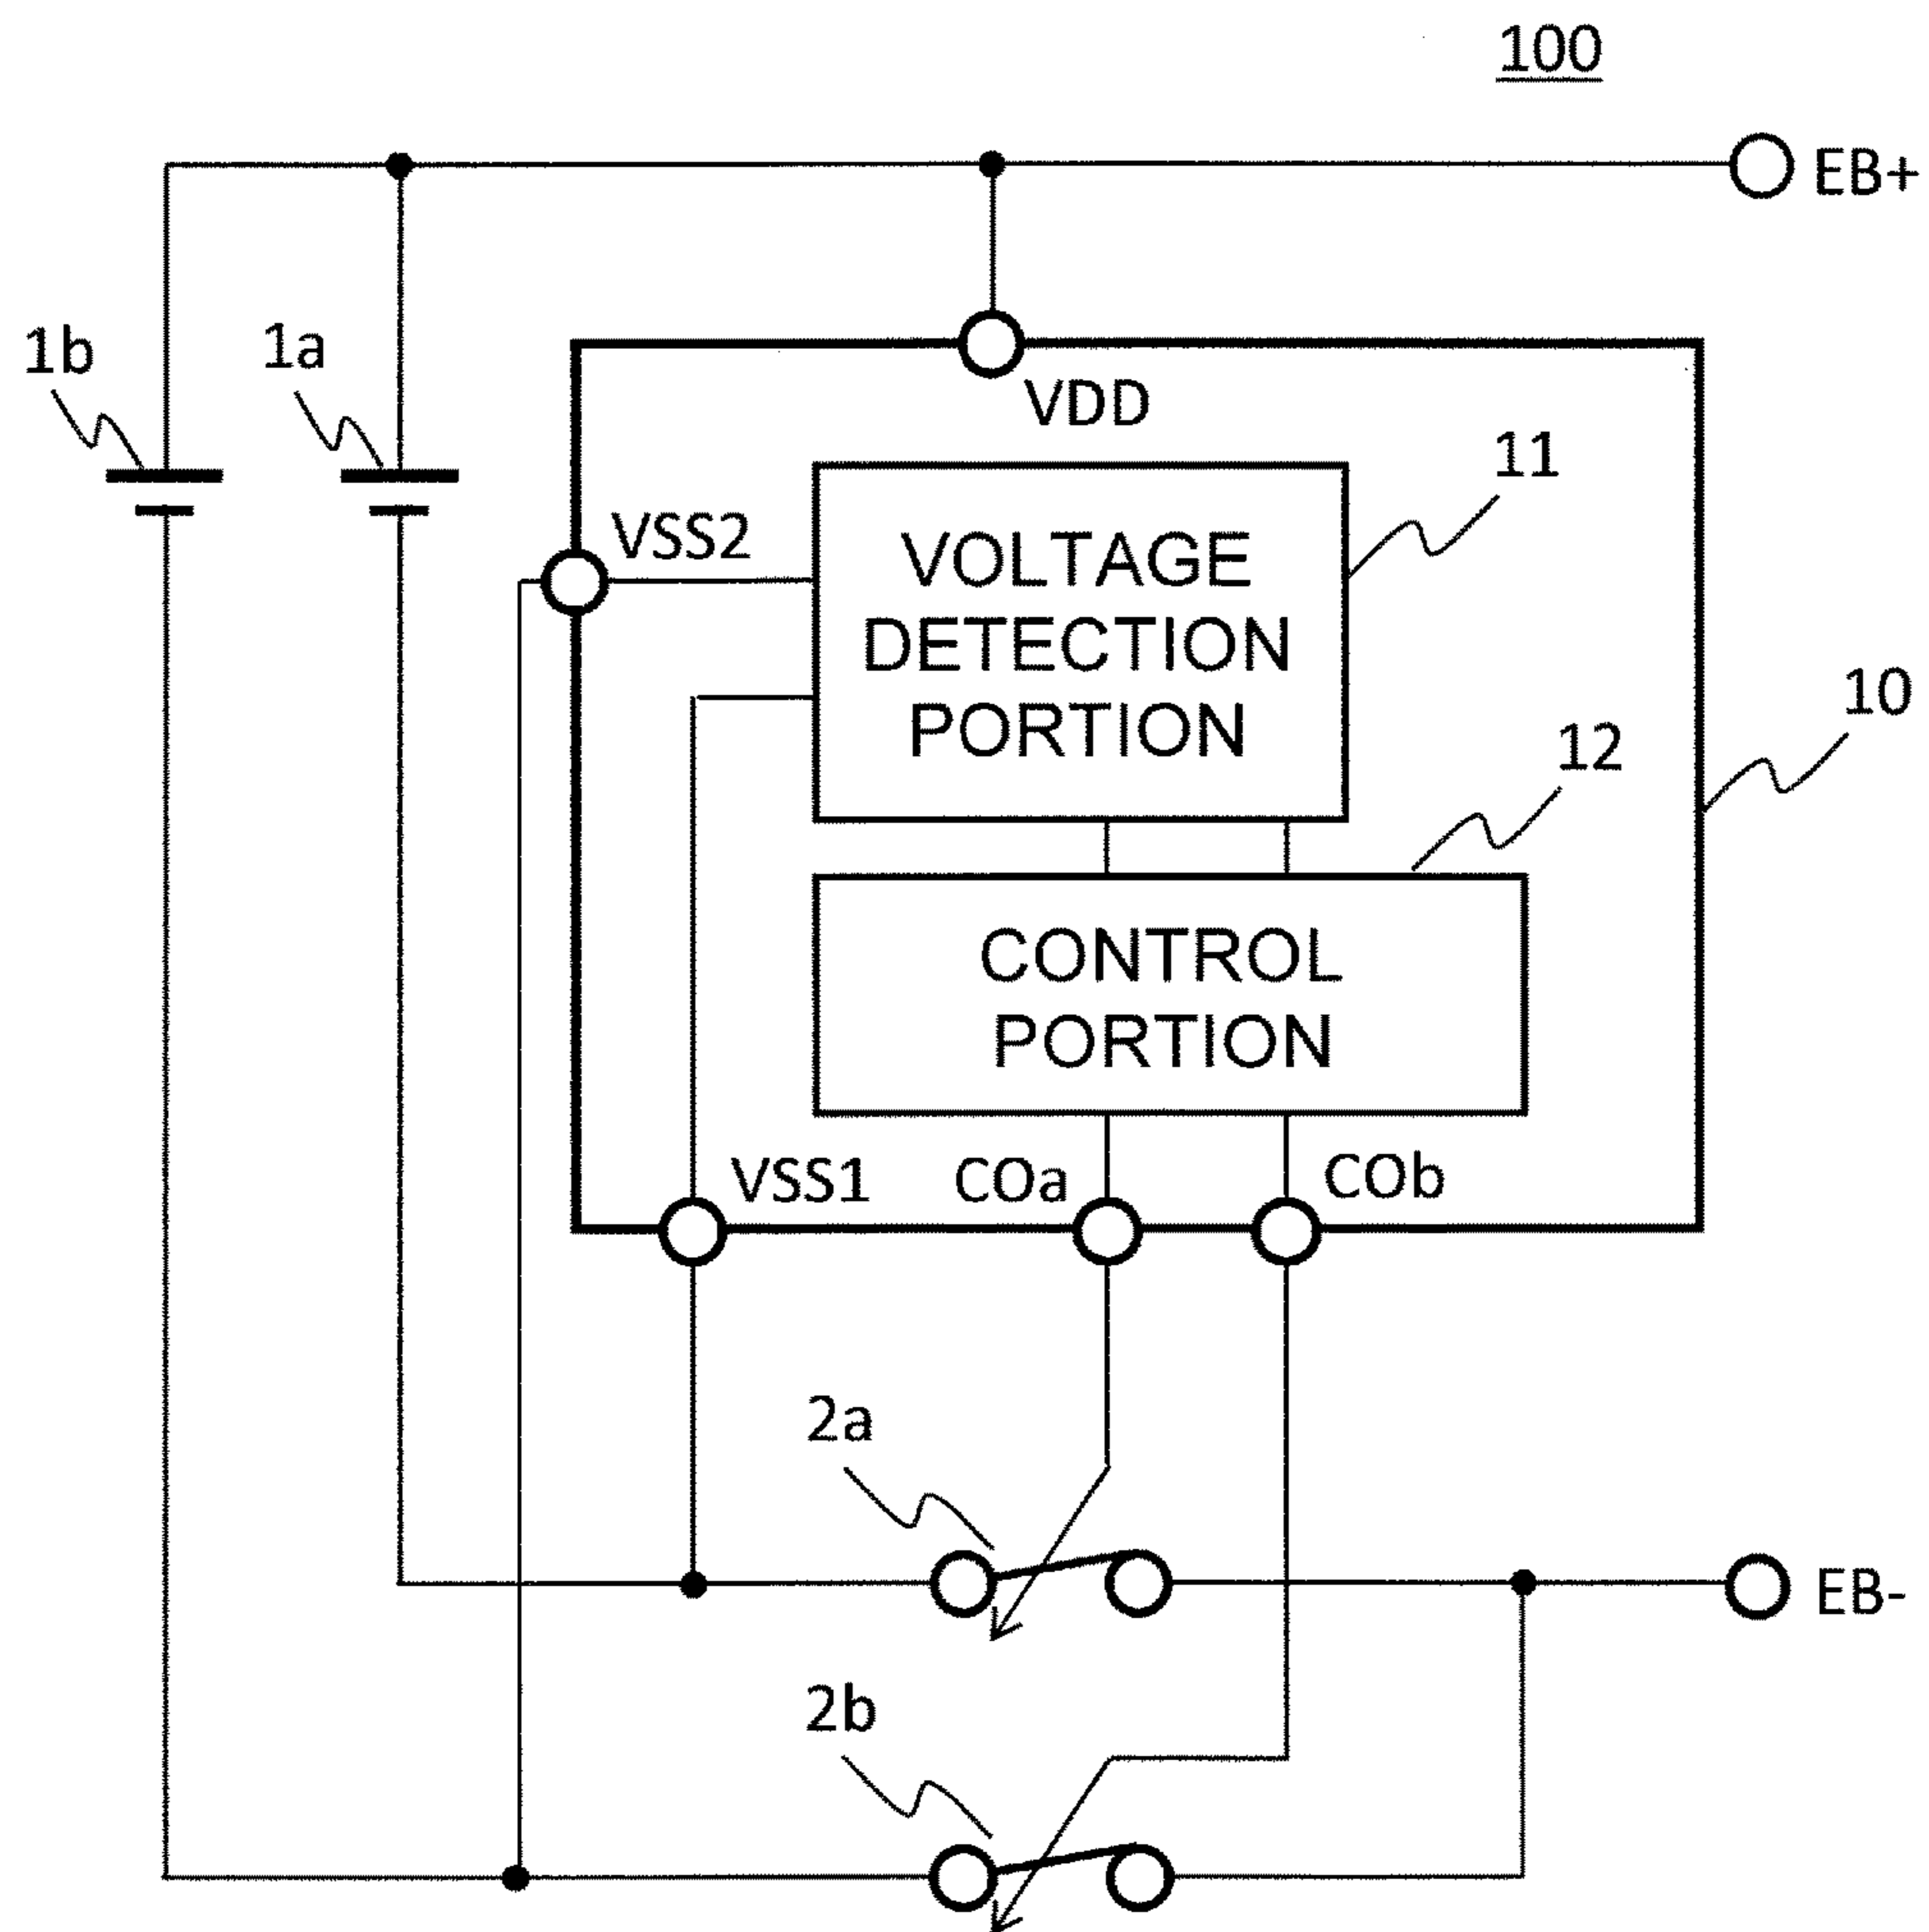 100
EB+
1b
1a
VDD
11
VSS2
VOLTAGE
DETECTION
PORTION
10
12
CONTROL
PORTION
VSS1
COa
COb
2a
EB-
2b